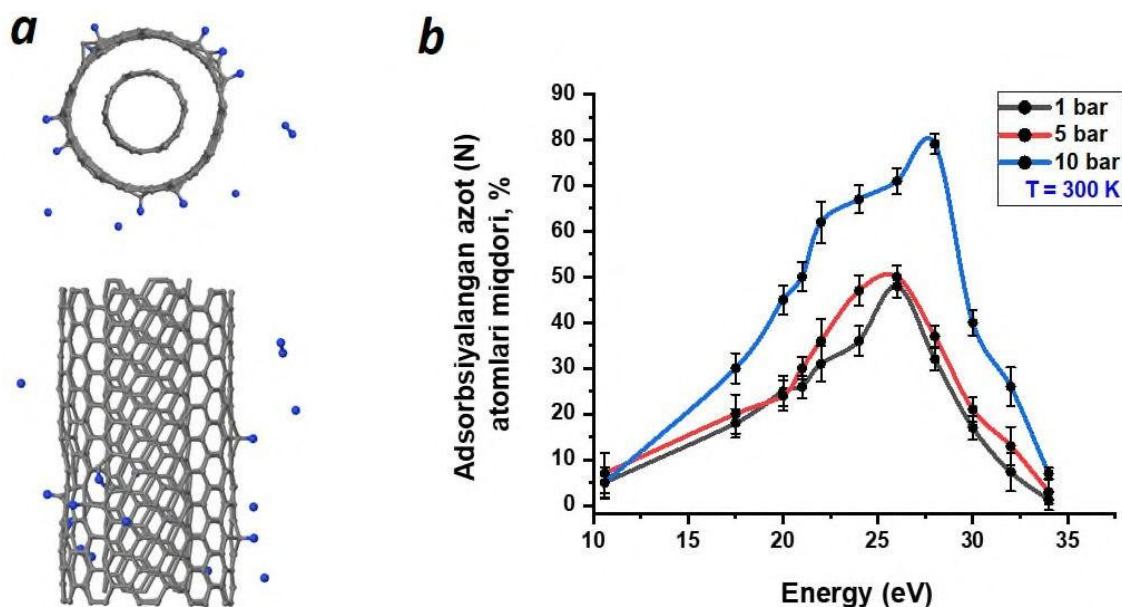 a
b
Adsorbsiyalangan azot (N)
atomlari miqdori, %
90
80
70
60
50
40
30
20
10
0
1 bar
5 bar
10 bar
T = 300 K
10 15 20 25 30 35
Energy (eV)